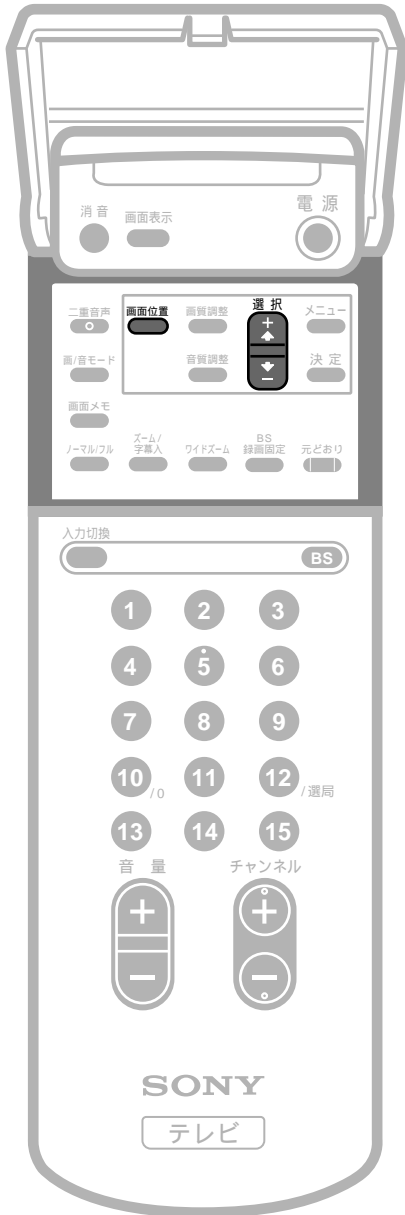 消音 画面表示 電源
二重音声 画面位置 画質調整 選択 メニュー
+
画/音モード 音質調整 − 決定
画面メモ
ノーマル/フル ズーム/字幕入 ワイドズーム BS録画固定 元どおり
入力切換
BS
1 2 3
4 5 6
7 8 9
10/0 11 12/選局
13 14 15
音量 チャンネル
+ +
− −
SONY
テレビ